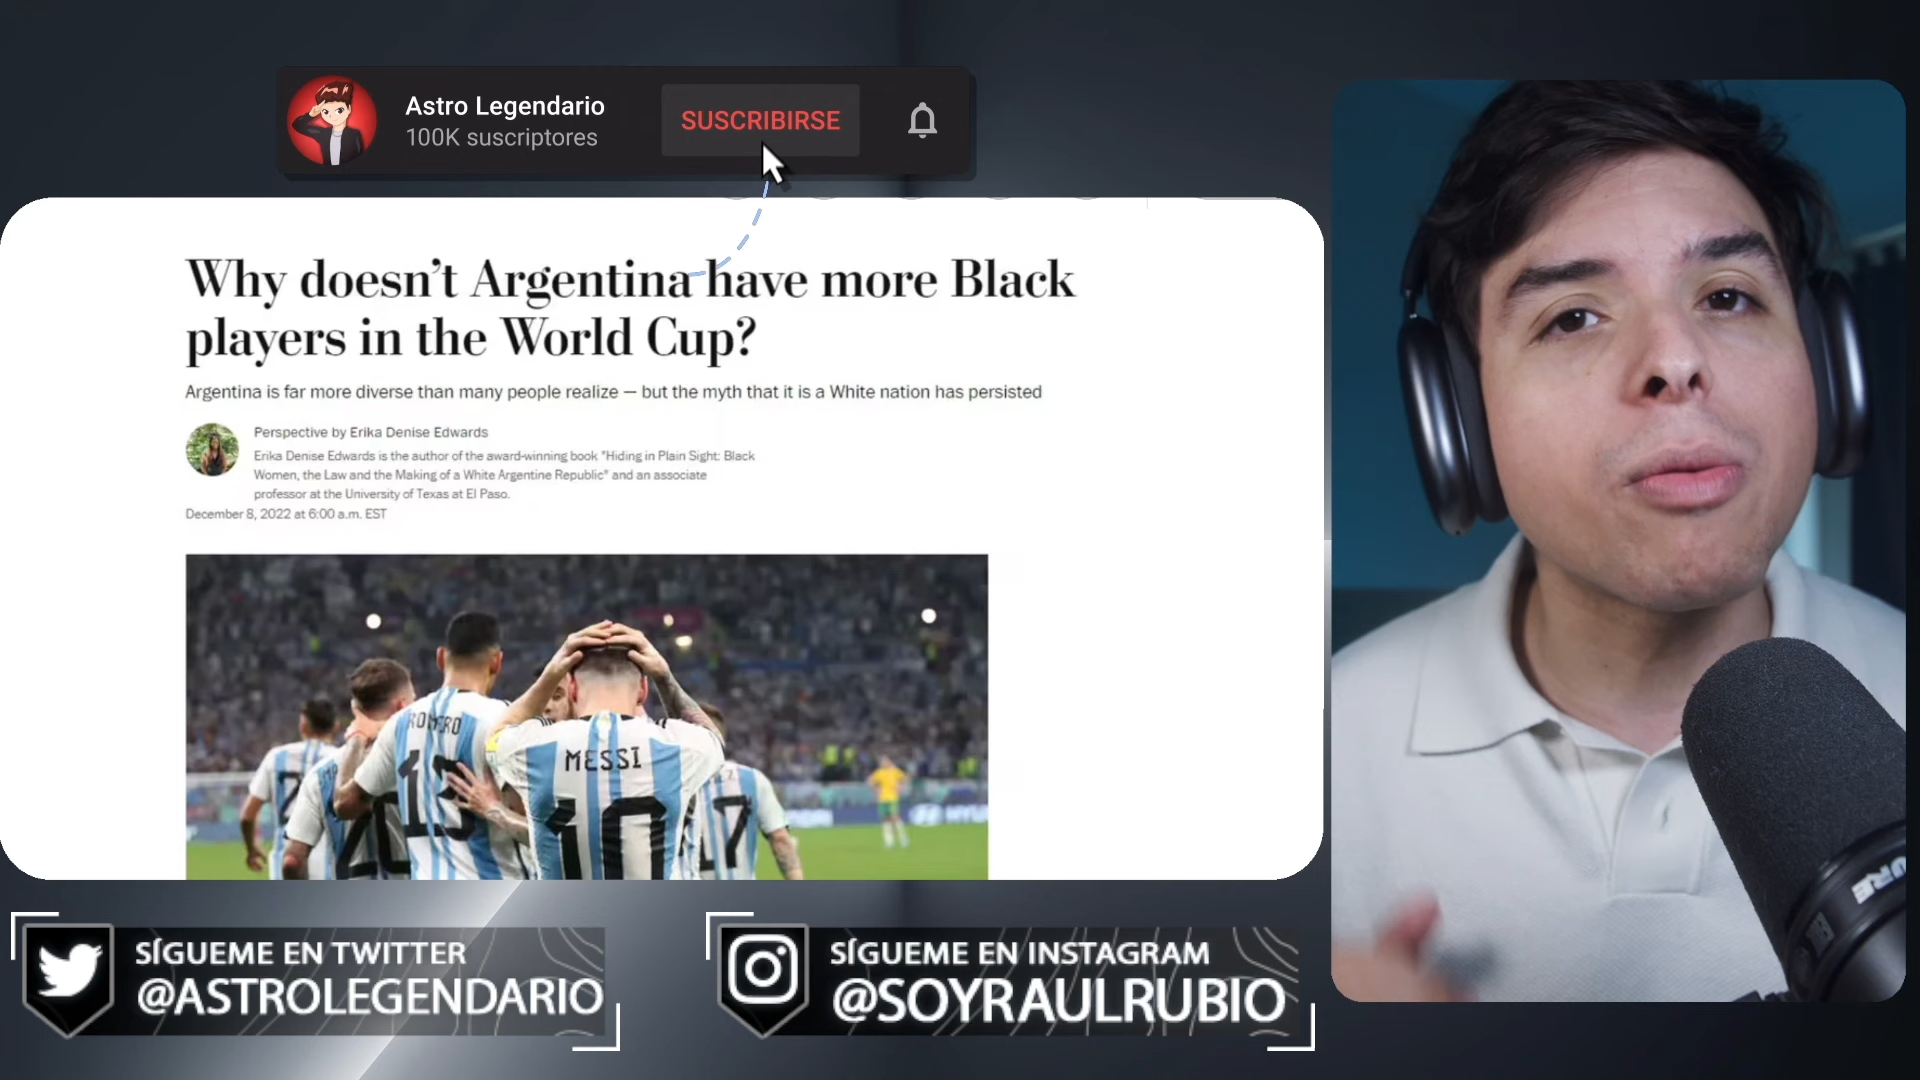 Astro Legendario
100K suscriptores
SUSCRIBIRSE
Why doesn't Argentina have more Black
players in the World Cup?
Argentina is far more diverse than many people realize — but the myth that it is a White nation has persisted
Perspective by Erika Denise Edwards
Erika Denise Edwards is the author of the award-winning book "Hiding in Plain Sight: Black
Women, the Law and the Making of a White Argentine Republic" and an associate
professor at the University of Texas at El Paso.
December 8, 2022 at 6:00 a.m. EST
ROMERO
13
MESSI
10
20
17
SÍGUEME EN TWITTER
@ASTROLEGENDARIO
SÍGUEME EN INSTAGRAM
@SOYRAULRUBIO